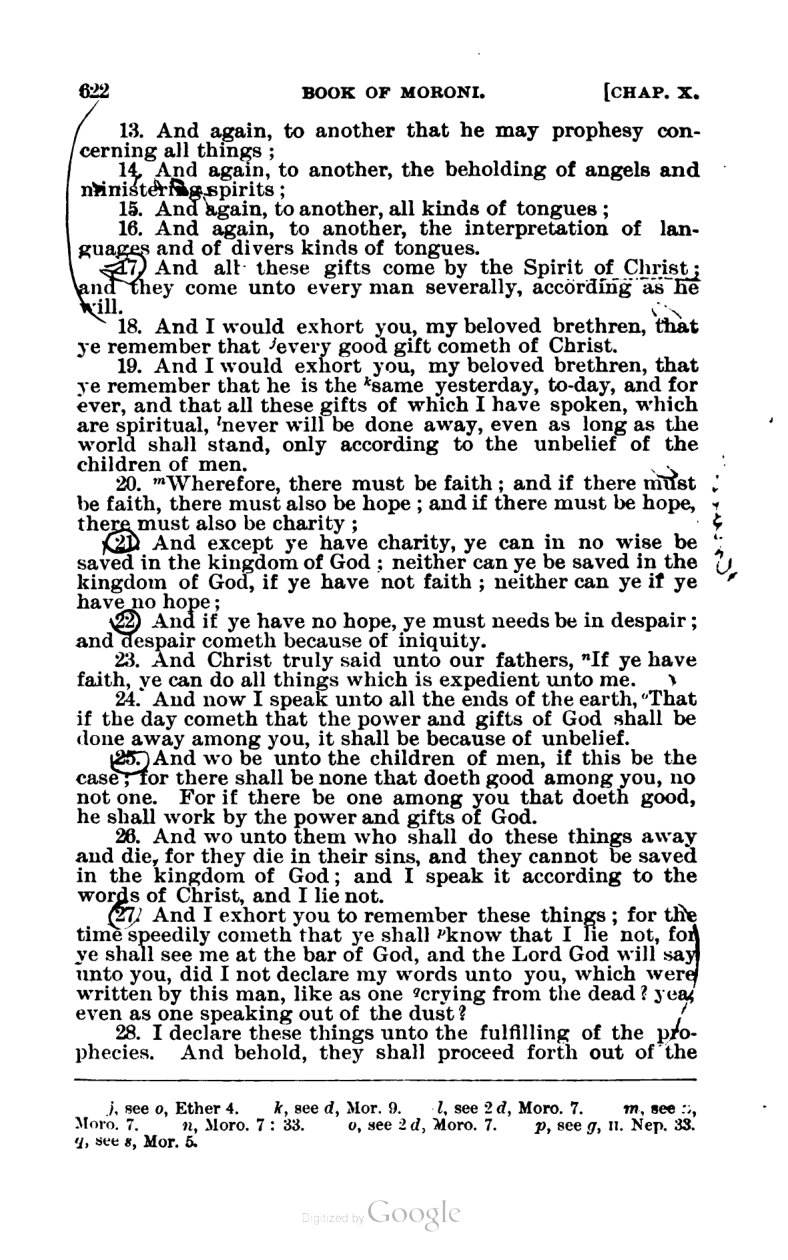 622 BOOK OF MORONI. [CHAP. X.
13. And again, to another that he may prophesy con-
cerning all things ;
14. And again, to another, the beholding of angels and
ministering spirits ;
15. And again, to another, all kinds of tongues ;
16. And again, to another, the interpretation of lan-
guages and of divers kinds of tongues.
17. And all these gifts come by the Spirit of Christ ;
and they come unto every man severally, according as he
will.
18. And I would exhort you, my beloved brethren, that
ye remember that jevery good gift cometh of Christ.
19. And I would exhort you, my beloved brethren, that
ye remember that he is the ksame yesterday, to-day, and for
ever, and that all these gifts of which I have spoken, which
are spiritual, lnever will be done away, even as long as the
world shall stand, only according to the unbelief of the
children of men.
20. mWherefore, there must be faith ; and if there must
be faith, there must also be hope ; and if there must be hope,
there must also be charity ;
21. And except ye have charity, ye can in no wise be
saved in the kingdom of God ; neither can ye be saved in the
kingdom of God, if ye have not faith ; neither can ye if ye
have no hope ;
22. And if ye have no hope, ye must needs be in despair ;
and despair cometh because of iniquity.
23. And Christ truly said unto our fathers, nIf ye have
faith, ye can do all things which is expedient unto me.
24. And now I speak unto all the ends of the earth, oThat
if the day cometh that the power and gifts of God shall be
done away among you, it shall be because of unbelief.
25. And wo be unto the children of men, if this be the
case ; for there shall be none that doeth good among you, no
not one. For if there be one among you that doeth good,
he shall work by the power and gifts of God.
26. And wo unto them who shall do these things away
and die, for they die in their sins, and they cannot be saved
in the kingdom of God ; and I speak it according to the
words of Christ, and I lie not.
27. And I exhort you to remember these things ; for the
time speedily cometh that ye shall pknow that I lie not, for
ye shall see me at the bar of God, and the Lord God will say
unto you, did I not declare my words unto you, which were
written by this man, like as one qcrying from the dead ? yea,
even as one speaking out of the dust ?
28. I declare these things unto the fulfilling of the pro-
phecies. And behold, they shall proceed forth out of the
j, see o, Ether 4. k, see d, Mor. 9. l, see 2 d, Moro. 7. m, see
Moro. 7. n, Moro. 7 : 33. o, see 2 d, Moro. 7. p, see g, II. Nep. 33.
q, see s, Mor. 5.
Digitized by Google